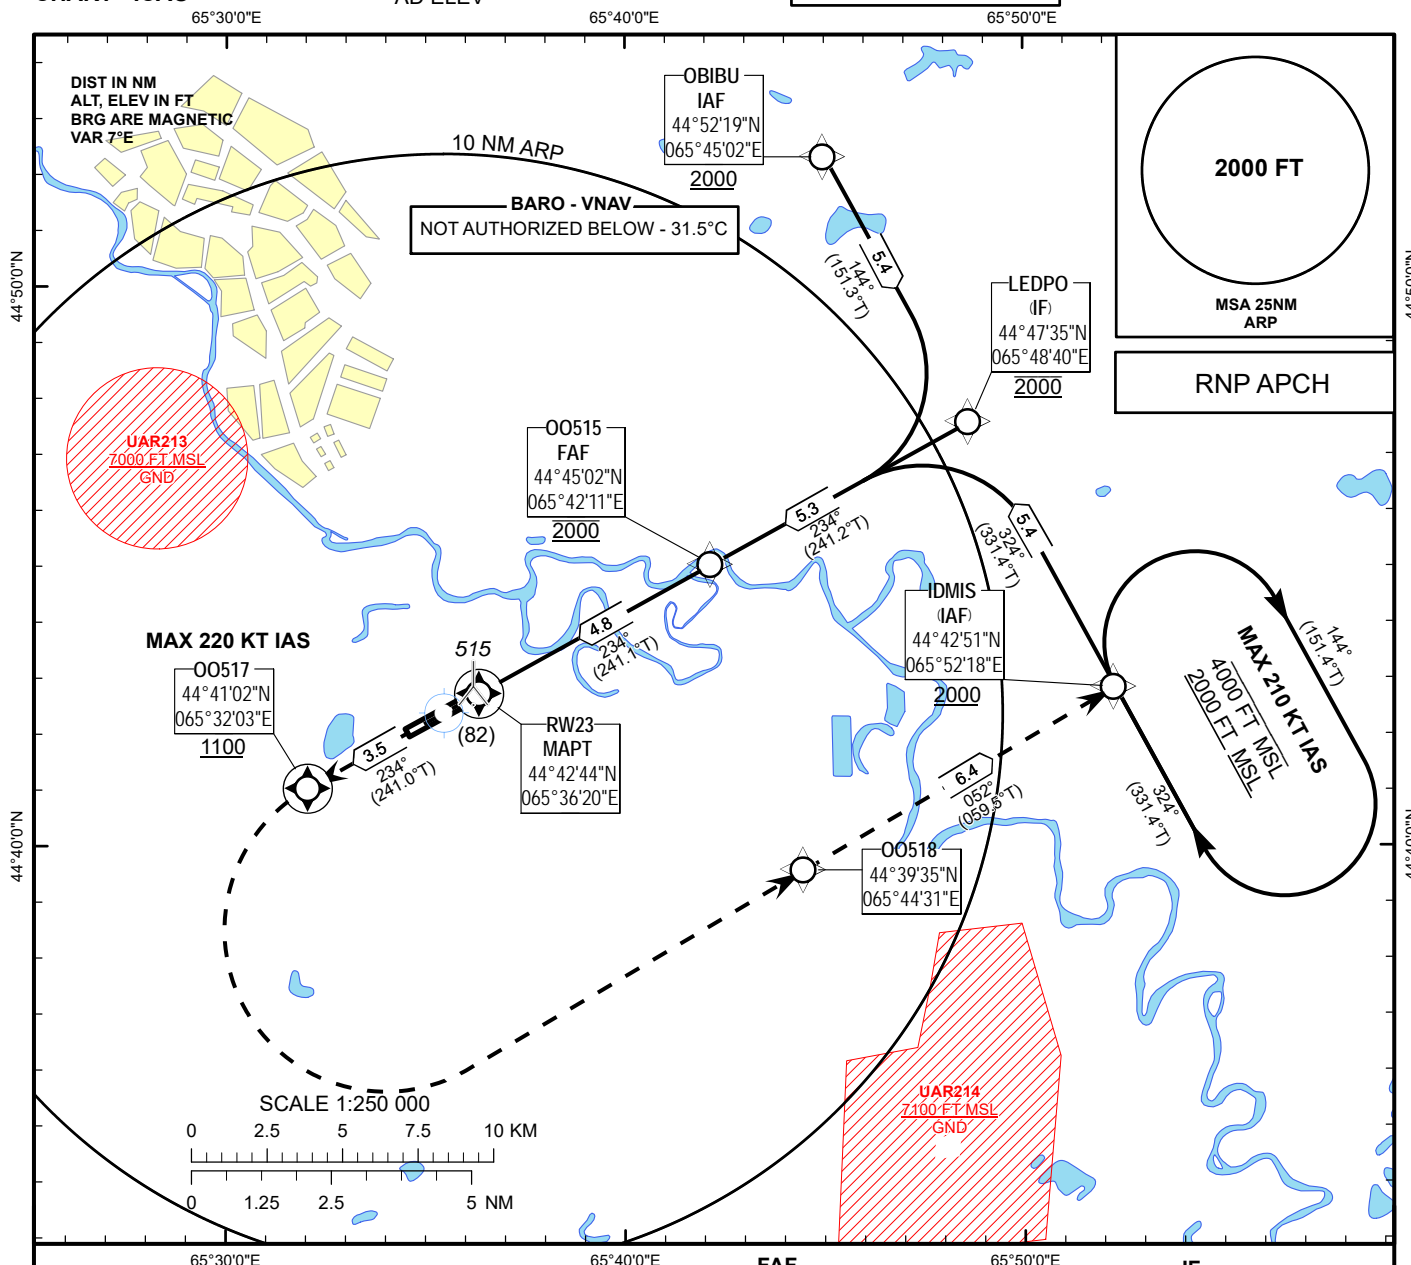 AD ELEV
65°30'0"E
65°40'0"E
65°50'0"E
DIST IN NM
ALT, ELEV IN FT
BRG ARE MAGNETIC
VAR 7°E
10 NM ARP
OBIBU
IAF
44°52'19"N
065°45'02"E
2000
BARO - VNAV
NOT AUTHORIZED BELOW - 31.5°C
2000 FT
MSA 25NM
ARP
RNP APCH
44°50'0"N
44°50'0"N
5.4
144°
(151.3°T)
LEDPO
(IF)
44°47'35"N
065°48'40"E
2000
UAR213
7000 FT MSL
GND
OO515
FAF
44°45'02"N
065°42'11"E
2000
5.3
234°
(241.2°T)
5.4
324°
(331.4°T)
IDMIS
(IAF)
44°42'51"N
065°52'18"E
2000
144°
(151.4°T)
MAX 210 KT IAS
4000 FT MSL
2000 FT MSL
324°
(331.4°T)
4.8
234°
(241.1°T)
MAX 220 KT IAS
515
OO517
44°41'02"N
065°32'03"E
1100
(82)
RW23
MAPT
44°42'44"N
065°36'20"E
3.5
234°
(241.0°T)
6.4
052°
(059.5°T)
44°40'0"N
44°40'0"N
OO518
44°39'35"N
065°44'31"E
UAR214
7100 FT MSL
GND
SCALE 1:250 000
0 2.5 5 7.5 10 KM
0 1.25 2.5 5 NM
65°30'0"E
65°40'0"E
65°50'0"E
FAF
IF